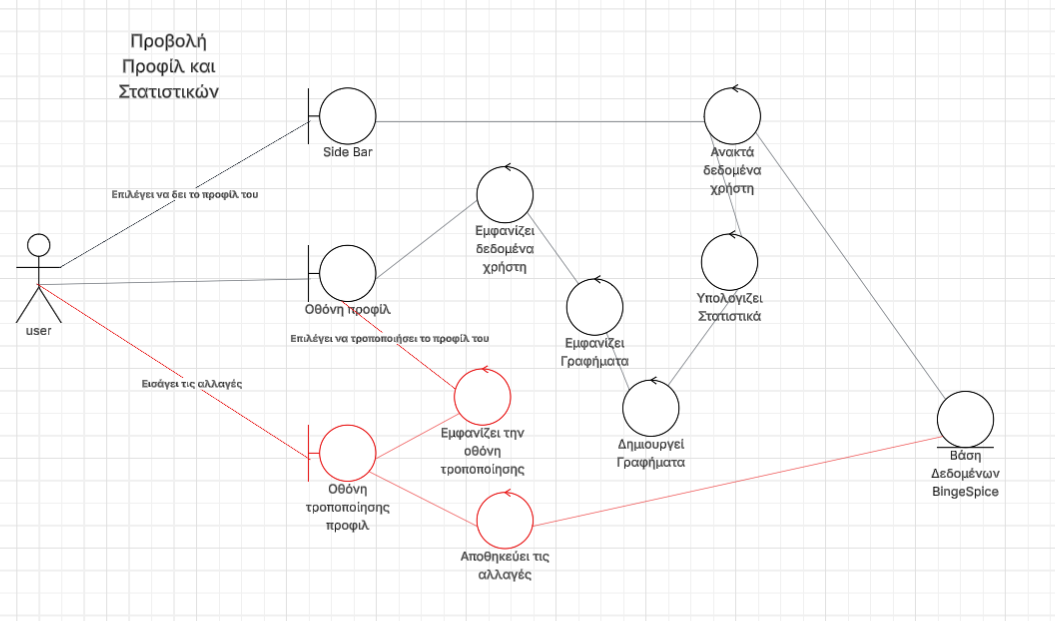 Προβολή
Προφίλ και
Στατιστικών
Side Bar
Ανακτά
δεδομένα
χρήστη
Επιλέγει να δει το προφίλ του
Εμφανίζει
δεδομένα
χρήστη
Υπολογιζει
Στατιστικά
Οθόνη προφίλ
user
Επιλέγει να τροποποιήσει το προφίλ του
Εμφανίζει
Γραφήματα
Εισάγει τις αλλαγές
Εμφανίζει την
οθόνη
τροποποίησης
Δημιουργεί
Γραφήματα
Βάση
Δεδομένων
BingeSpice
Οθόνη
τροποποίησης
προφιλ
Αποθηκεύει τις
αλλαγές